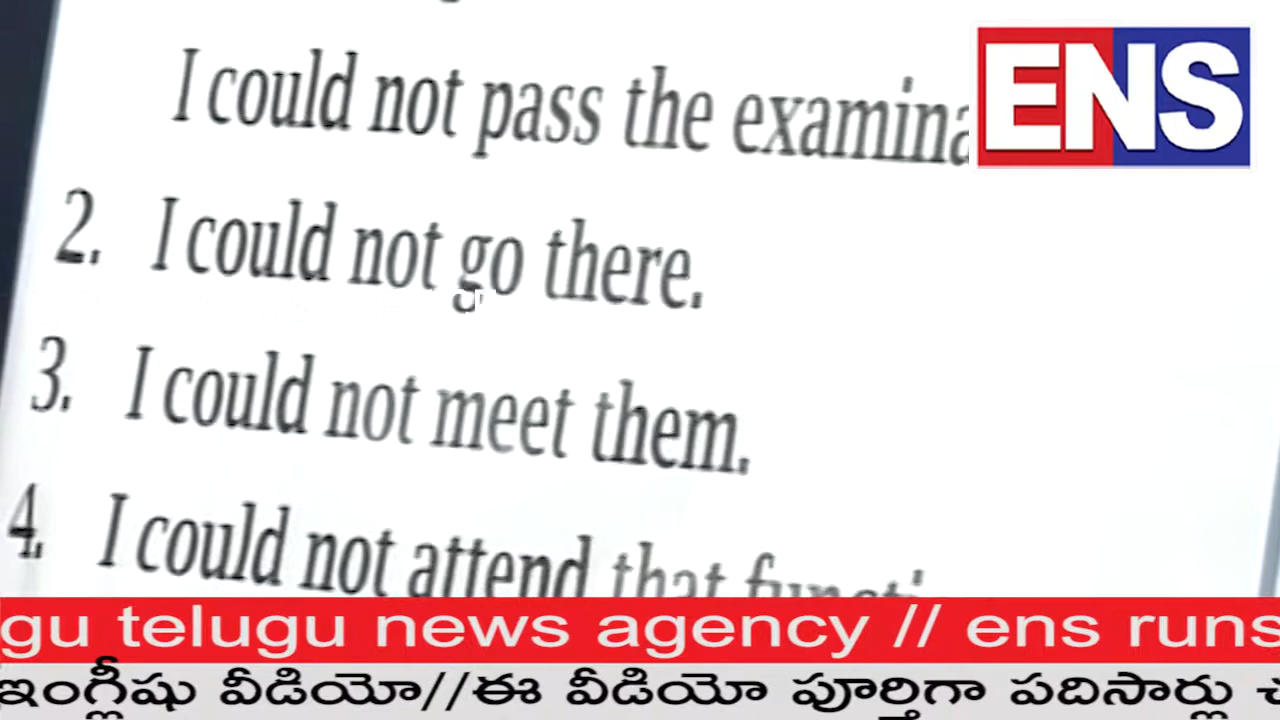 I could not pass the
ENS
2. I could not go there.
3. I could not meet them.
4. I could not attend that
gu telugu news agency // ens runs
ఇంగ్లీషు వీడియో//ఈ వీడియో పూర్తిగా పదిసార్లు